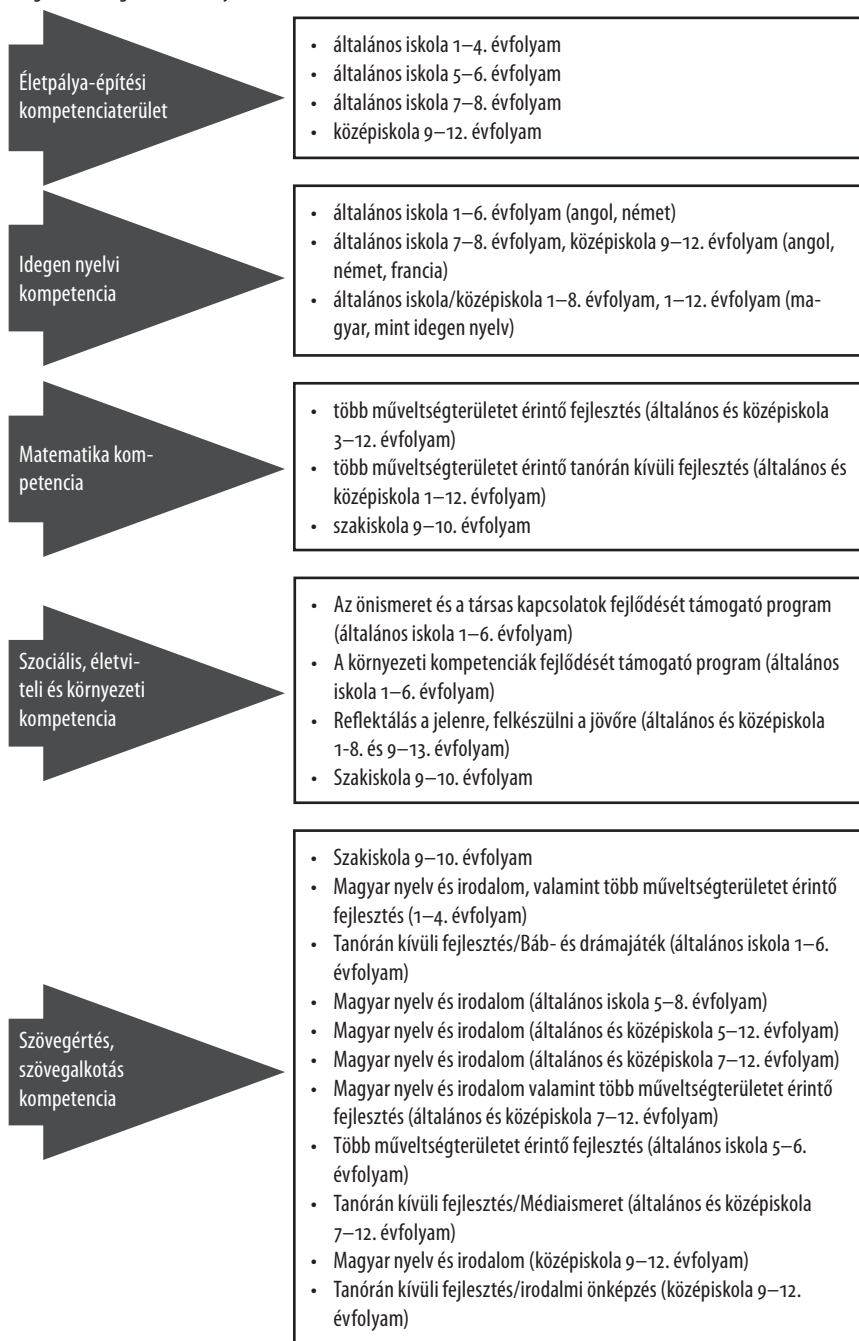 Életpálya-építési
kompetenciaterület
• általános iskola 1–4. évfolyam
• általános iskola 5–6. évfolyam
• általános iskola 7–8. évfolyam
• középiskola 9–12. évfolyam
Idegen nyelvi
kompetencia
• általános iskola 1–6. évfolyam (angol, német)
• általános iskola 7–8. évfolyam, középiskola 9–12. évfolyam (angol,
német, francia)
• általános iskola/középiskola 1–8. évfolyam, 1–12. évfolyam (ma-
gyar, mint idegen nyelv)
Matematika kom-
petencia
• több műveltségterületet érintő fejlesztés (általános és középiskola
3–12. évfolyam)
• több műveltségterületet érintő tanórán kívüli fejlesztés (általános és
középiskola 1–12. évfolyam)
• szakiskola 9–10. évfolyam
Szociális, életvi-
teli és környezeti
kompetencia
• Az önismeret és a társas kapcsolatok fejlődését támogató program
(általános iskola 1–6. évfolyam)
• A környezeti kompetenciák fejlődését támogató program (általános
iskola 1–6. évfolyam)
• Reflektálás a jelenre, felkészülni a jövőre (általános és középiskola
1-8. és 9–13. évfolyam)
• Szakiskola 9–10. évfolyam
Szövegértés,
szövegalkotás
kompetencia
• Szakiskola 9–10. évfolyam
• Magyar nyelv és irodalom, valamint több műveltségterületet érintő
fejlesztés (1–4. évfolyam)
• Tanórán kívüli fejlesztés/Báb- és drámajáték (általános iskola 1–6.
évfolyam)
• Magyar nyelv és irodalom (általános iskola 5–8. évfolyam)
• Magyar nyelv és irodalom (általános és középiskola 5–12. évfolyam)
• Magyar nyelv és irodalom (általános és középiskola 7–12. évfolyam)
• Magyar nyelv és irodalom valamint több műveltségterületet érintő
fejlesztés (általános és középiskola 7–12. évfolyam)
• Több műveltségterületet érintő fejlesztés (általános iskola 5–6.
évfolyam)
• Tanórán kívüli fejlesztés/Médiaismeret (általános és középiskola
7–12. évfolyam)
• Magyar nyelv és irodalom (középiskola 9–12. évfolyam)
• Tanórán kívüli fejlesztés/irodalmi önképzés (középiskola 9–12.
évfolyam)